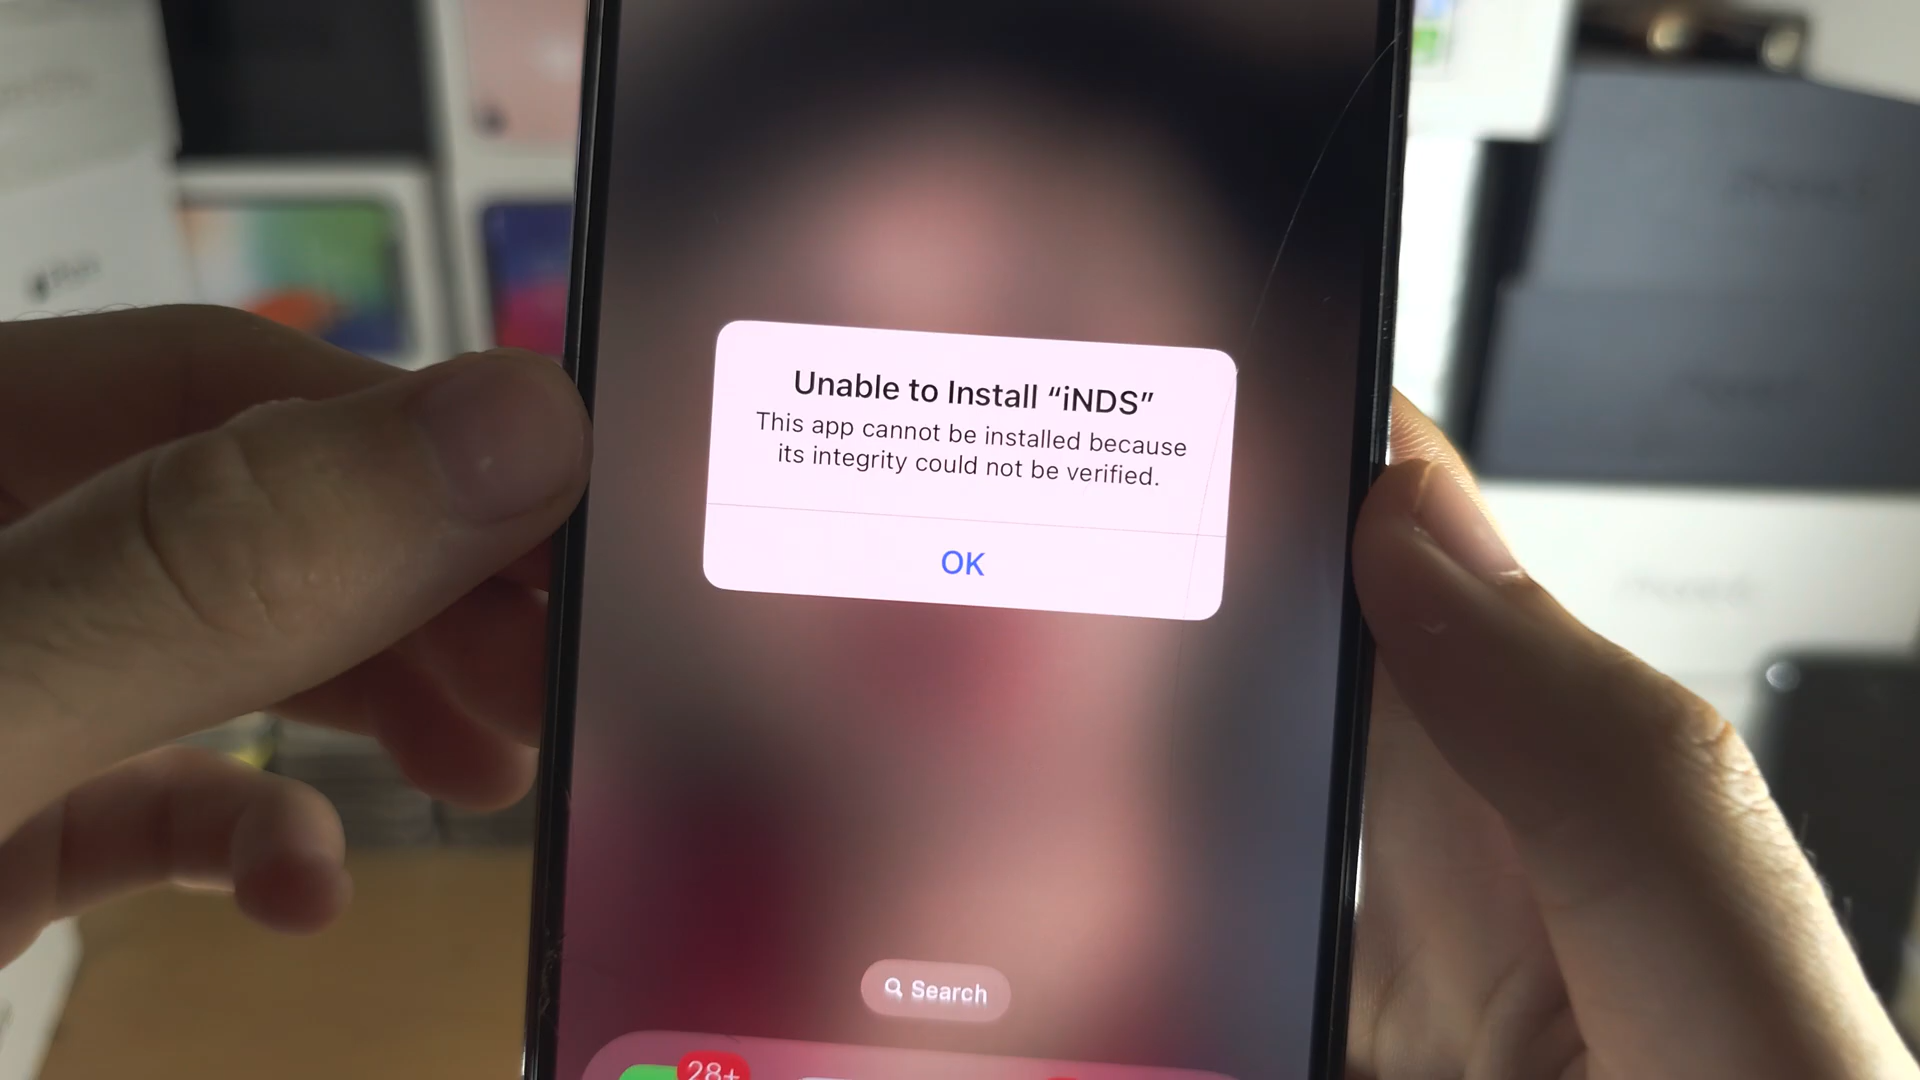 Unable to Install “iNDS”
This app cannot be installed because
its integrity could not be verified.
OK
Search
28+